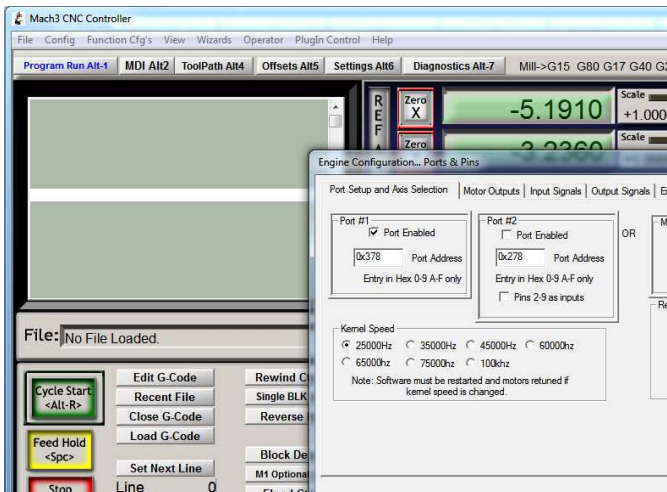 Mach3 CNC Controller
File Config Function Cfg's View Wizards Operator PlugIn Control Help
Program Run Alt-1 MDI Alt2 ToolPath Alt4 Offsets Alt5 Settings Alt6 Diagnostics Alt-7 Mill->G15 G80 G17 G40
REF
Zero X
-5.1910
Scale
+1.000
Zero
-3.2360
Scale
Engine Configuration... Ports & Pins
Port Setup and Axis Selection Motor Outputs Input Signals Output Signals
Port #1
Port Enabled
0x378 Port Address
Entry in Hex 0-9 A-F only
Port #2
Port Enabled
0x278 Port Address
Entry in Hex 0-9 A-F only
Pins 2-9 as inputs
OR
Kernel Speed
25000Hz 35000Hz 45000Hz 60000hz
65000hz 75000hz 100khz
Note: Software must be restarted and motors retuned if
kernel speed is changed.
File: No File Loaded.
Cycle Start
<Alt-R>
Feed Hold
<Spc>
Stop
Edit G-Code
Recent File
Close G-Code
Load G-Code
Set Next Line
Line 0
Rewind
Single BLK
Reverse
Block De
M1 Optional